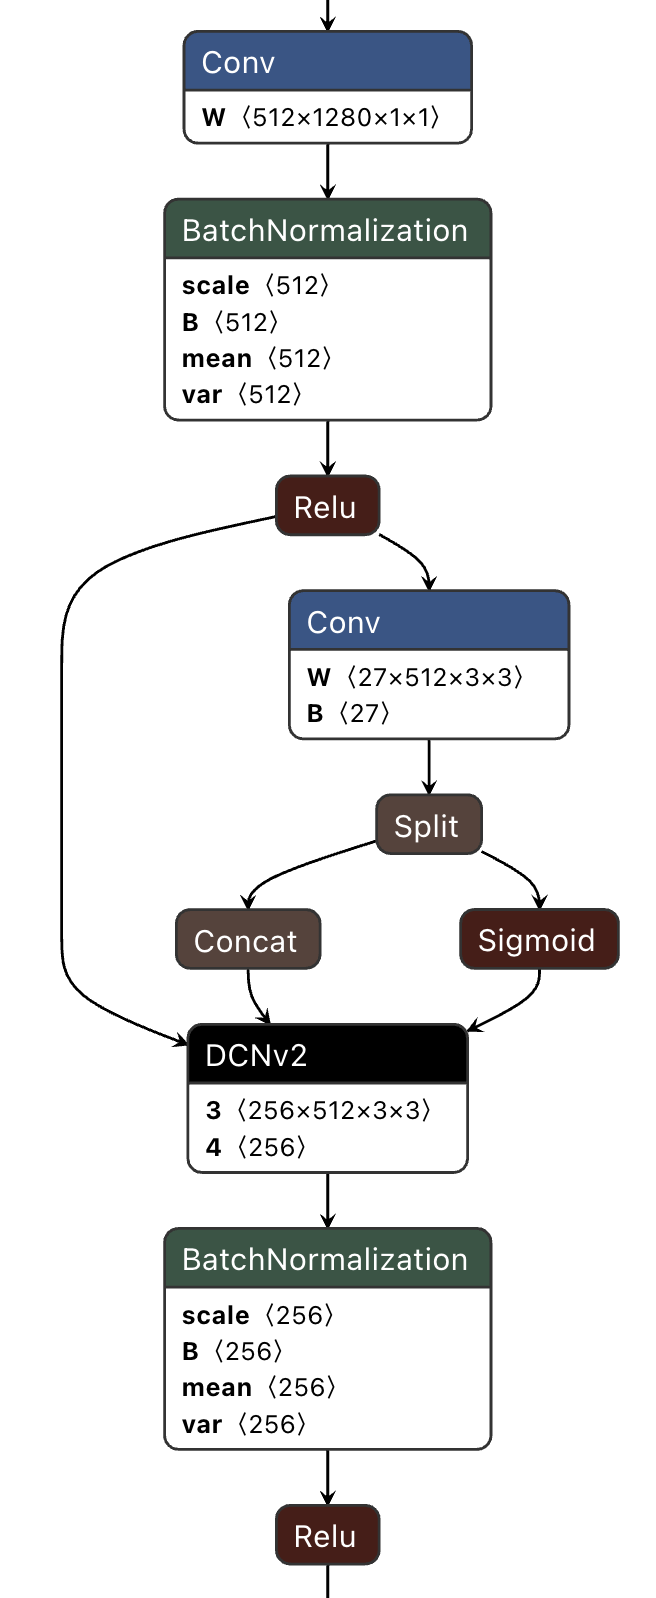 Conv
W 〈512×1280×1×1〉
BatchNormalization
scale 〈512〉
B 〈512〉
mean 〈512〉
var 〈512〉
Relu
Conv
W 〈27×512×3×3〉
B 〈27〉
Split
Concat
Sigmoid
DCNv2
3 〈256×512×3×3〉
4 〈256〉
BatchNormalization
scale 〈256〉
B 〈256〉
mean 〈256〉
var 〈256〉
Relu